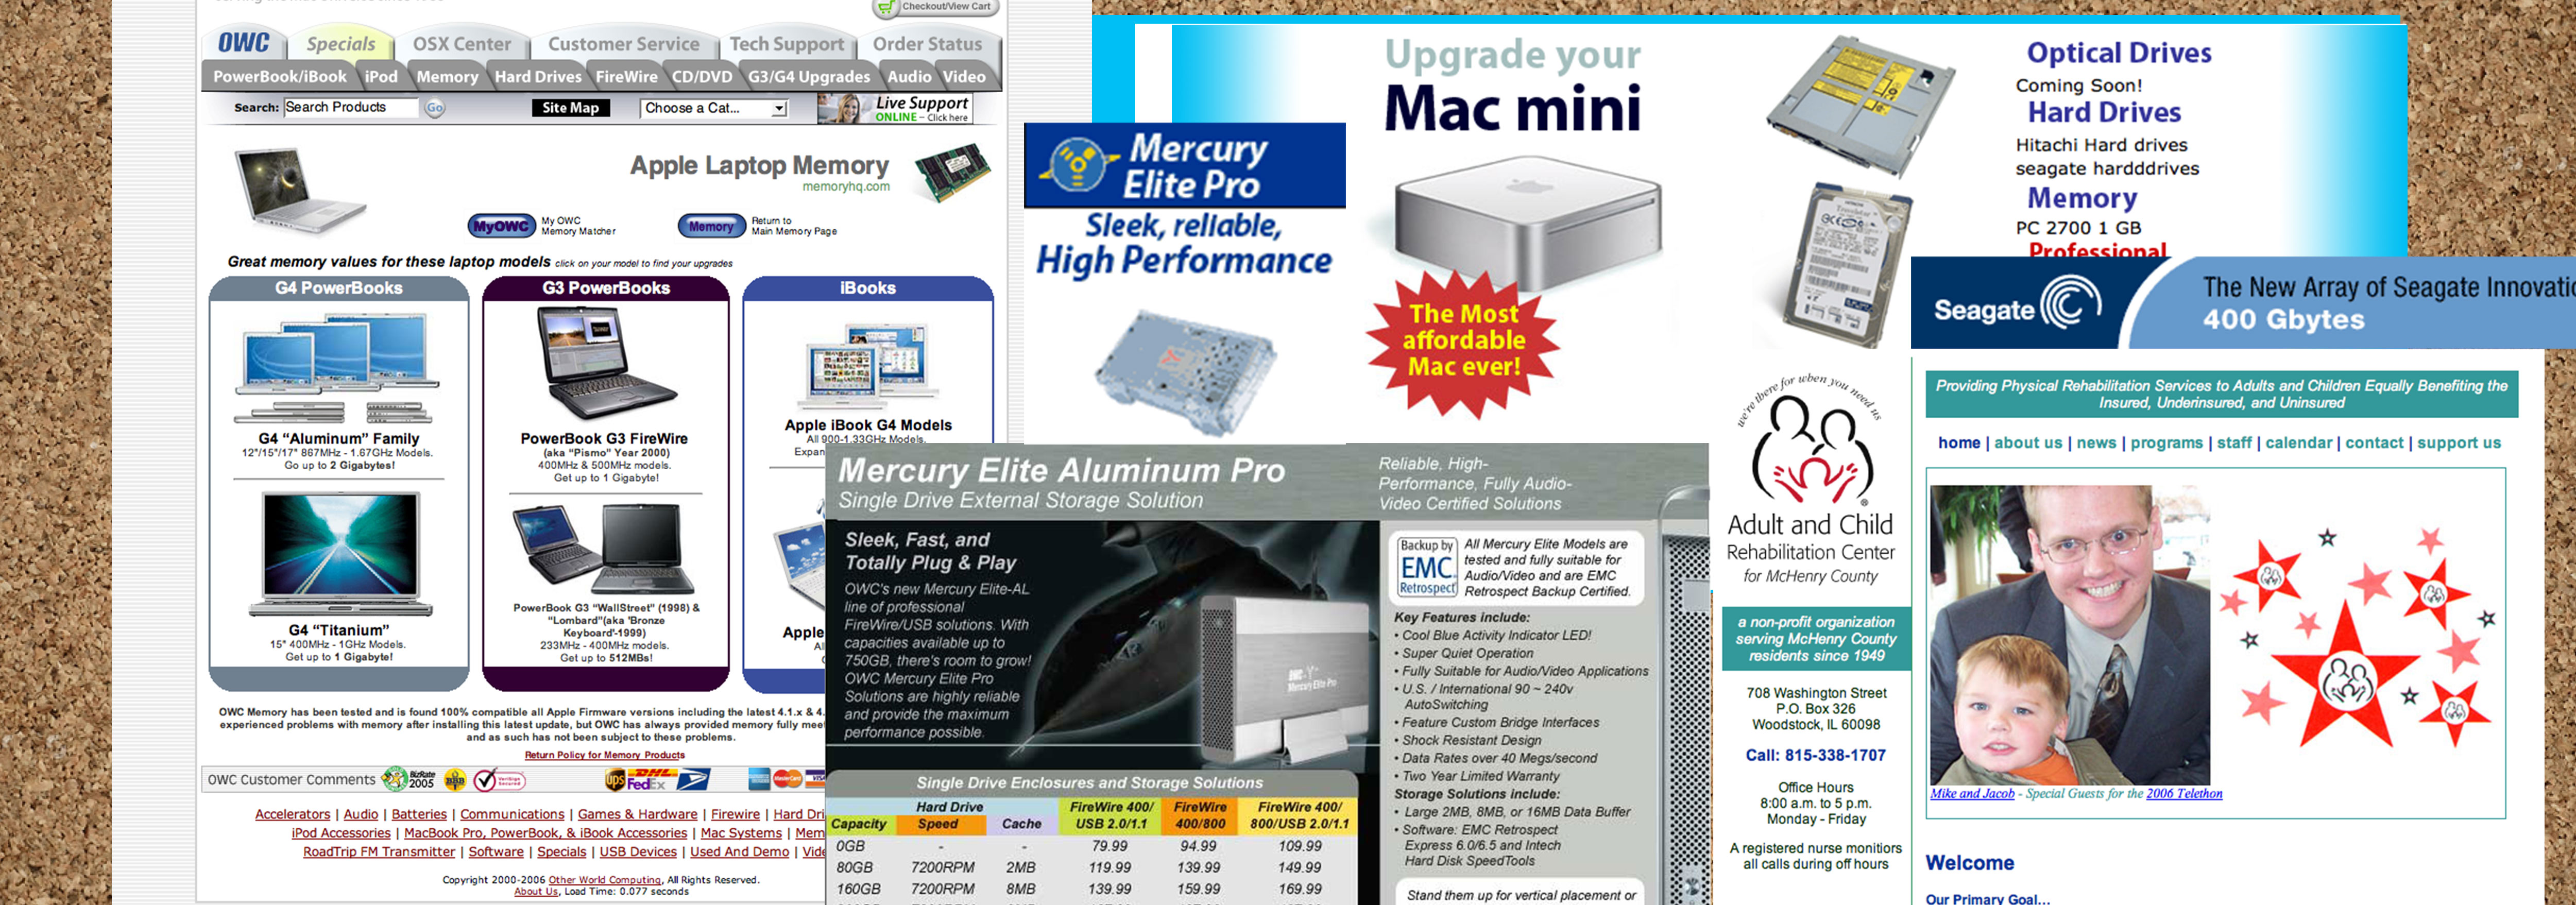 Checkout/View Cart
OWC Specials OSX Center Customer Service Tech Support Order Status
PowerBook/iBook iPod Memory Hard Drives FireWire CD/DVD G3/G4 Upgrades Audio Video
Search: Search Products Go Site Map Choose a Cat... Live Support
ONLINE – Click here
Apple Laptop Memory
memoryhq.com
MyOWC My OWC
Memory Matcher
Memory Return to
Main Memory Page
Great memory values for these laptop models click on your model to find your upgrades
G4 PowerBooks
G4 “Aluminum” Family
12"/15"/17" 867MHz - 1.67GHz Models.
Go up to 2 Gigabytes!
G4 “Titanium”
15" 400MHz - 1GHz Models.
Get up to 1 Gigabyte!
G3 PowerBooks
PowerBook G3 FireWire
(aka “Pismo” Year 2000)
400MHz & 500MHz models.
Get up to 1 Gigabyte!
PowerBook G3 “WallStreet” (1998) &
“Lombard”(aka 'Bronze
Keyboard'-1999)
233MHz - 400MHz models.
Get up to 512MBs!
iBooks
Apple iBook G4 Models
All 900-1.33GHz Models.
Expan
Apple
OWC Memory has been tested and is found 100% compatible all Apple Firmware versions including the latest 4.1.x & 4.
experienced problems with memory after installing this latest update, but OWC has always provided memory fully mee
and as such has not been subject to these problems.
Return Policy for Memory Products
OWC Customer Comments BizRate
2005 BBB VeriSign
Secured UPS DHL
FedEx MasterCard VISA
Accelerators | Audio | Batteries | Communications | Games & Hardware | Firewire | Hard Dri
iPod Accessories | MacBook Pro, PowerBook, & iBook Accessories | Mac Systems | Mem
RoadTrip FM Transmitter | Software | Specials | USB Devices | Used And Demo | Vide
Copyright 2000-2006 Other World Computing, All Rights Reserved.
About Us, Load Time: 0.077 seconds
Mercury
Elite Pro
Sleek, reliable,
High Performance
Upgrade your
Mac mini
The Most
affordable
Mac ever!
Optical Drives
Coming Soon!
Hard Drives
Hitachi Hard drives
seagate hardddrives
Memory
PC 2700 1 GB
Professional
Seagate
The New Array of Seagate Innovatio
400 Gbytes
Mercury Elite Aluminum Pro
Single Drive External Storage Solution
Reliable, High-
Performance, Fully Audio-
Video Certified Solutions
Sleek, Fast, and
Totally Plug & Play
OWC's new Mercury Elite-AL
line of professional
FireWire/USB solutions. With
capacities available up to
750GB, there's room to grow!
OWC Mercury Elite Pro
Solutions are highly reliable
and provide the maximum
performance possible.
Mercury Elite Pro
Backup by
EMC
Retrospect
All Mercury Elite Models are
tested and fully suitable for
Audio/Video and are EMC
Retrospect Backup Certified.
Key Features include:
• Cool Blue Activity Indicator LED!
• Super Quiet Operation
• Fully Suitable for Audio/Video Applications
• U.S. / International 90 ~ 240v
AutoSwitching
• Feature Custom Bridge Interfaces
• Shock Resistant Design
• Data Rates over 40 Megs/second
• Two Year Limited Warranty
Storage Solutions include:
• Large 2MB, 8MB, or 16MB Data Buffer
• Software: EMC Retrospect
Express 6.0/6.5 and Intech
Hard Disk SpeedTools
Stand them up for vertical placement or
Single Drive Enclosures and Storage Solutions
Hard Drive FireWire 400/ FireWire FireWire 400/
Capacity Speed Cache USB 2.0/1.1 400/800 800/USB 2.0/1.1
0GB - - 79.99 94.99 109.99
80GB 7200RPM 2MB 119.99 139.99 149.99
160GB 7200RPM 8MB 139.99 159.99 169.99
we're there for when you need us
®
Adult and Child
Rehabilitation Center
for McHenry County
a non-profit organization
serving McHenry County
residents since 1949
708 Washington Street
P.O. Box 326
Woodstock, IL 60098
Call: 815-338-1707
Office Hours
8:00 a.m. to 5 p.m.
Monday - Friday
A registered nurse monitiors
all calls during off hours
Providing Physical Rehabilitation Services to Adults and Children Equally Benefiting the
Insured, Underinsured, and Uninsured
home | about us | news | programs | staff | calendar | contact | support us
Mike and Jacob - Special Guests for the 2006 Telethon
Welcome
Our Primary Goal...